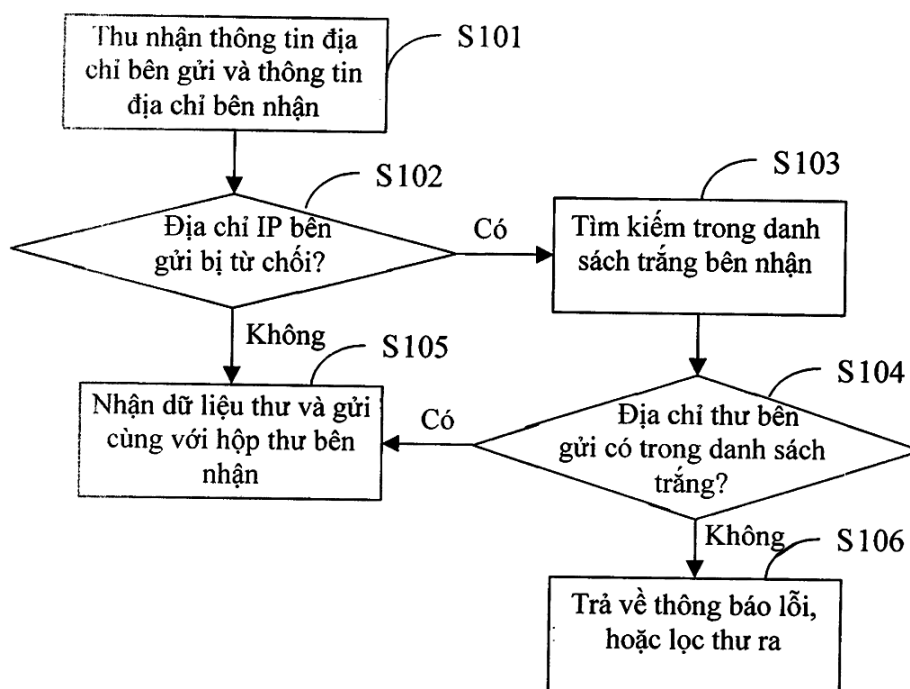 Thu nhận thông tin địa
chỉ bên gửi và thông tin
địa chỉ bên nhận
S101
S102
Địa chỉ IP bên
gửi bị từ chối?
Có
S103
Tìm kiếm trong danh
sách trắng bên nhận
Không
S105
Nhận dữ liệu thư và gửi
cùng với hộp thư bên
nhận
Có
S104
Địa chỉ thư bên
gửi có trong danh sách
trắng?
Không
S106
Trả về thông báo lỗi,
hoặc lọc thư ra